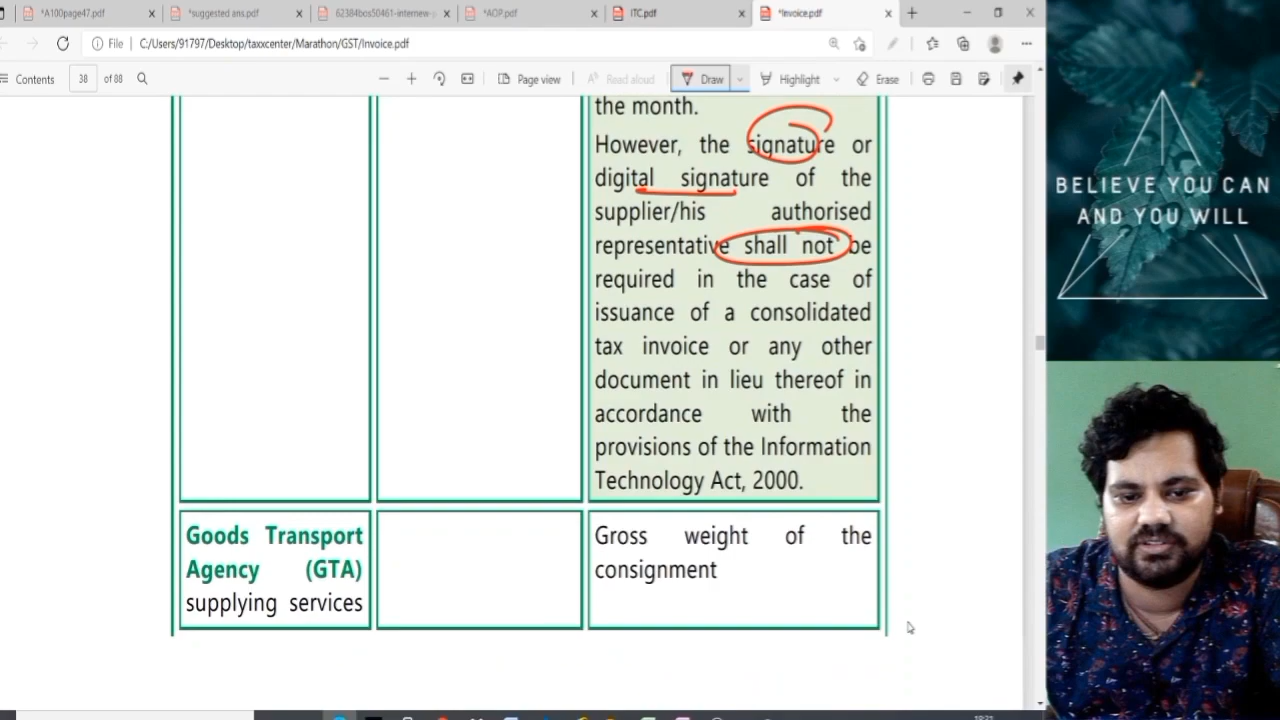 *A100page47.pdf
*suggested ans.pdf
62384bos50461-internew-
*AOP.pdf
ITC.pdf
*Invoice.pdf
File C:/Users/91797/Desktop/taxxcenter/Marathon/GST/Invoice.pdf
Contents 38 of 88 Page view Read aloud Draw Highlight Erase
the month.
However, the signature or
digital signature of the
supplier/his authorised
representative shall not be
required in the case of
issuance of a consolidated
tax invoice or any other
document in lieu thereof in
accordance with the
provisions of the Information
Technology Act, 2000.
Goods Transport
Agency (GTA)
supplying services
Gross weight of the
consignment
BELIEVE YOU CAN
AND YOU WILL